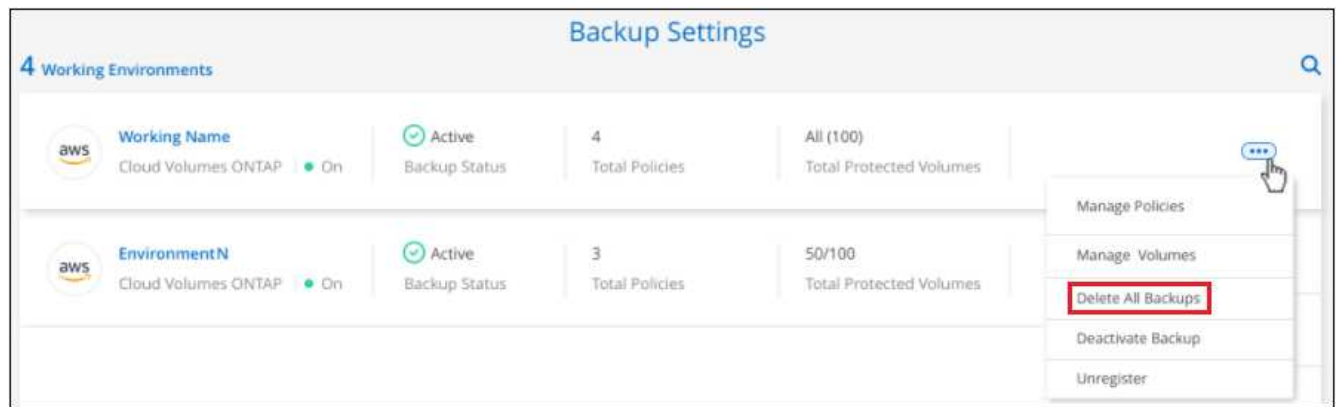 Backup Settings
4 Working Environments
aws
Working Name
Cloud Volumes ONTAP On
Active
Backup Status
4
Total Policies
All (100)
Total Protected Volumes
Manage Policies
Manage Volumes
Delete All Backups
Deactivate Backup
Unregister
aws
EnvironmentN
Cloud Volumes ONTAP On
Active
Backup Status
3
Total Policies
50/100
Total Protected Volumes